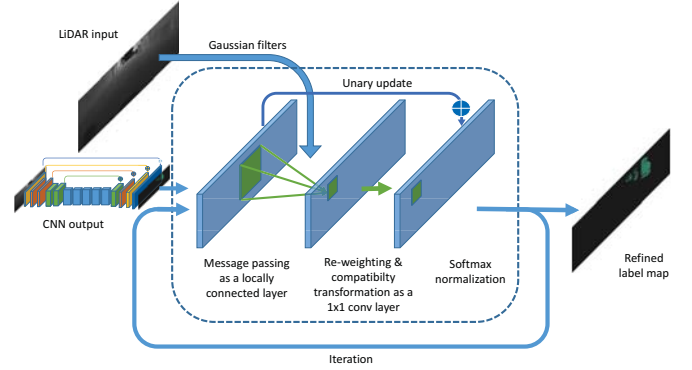 LiDAR input
Gaussian filters
Unary update
CNN output
Message passing
as a locally
connected layer
Re-weighting &
compatibilty
transformation as a
1x1 conv layer
Softmax
normalization
Refined
label map
Iteration